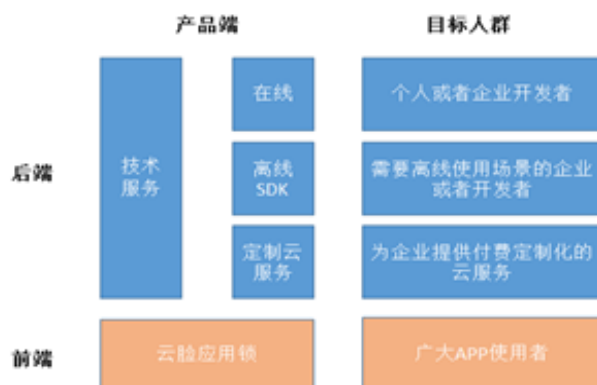 产品端
目标人群
后端
技术
服务
在线
个人或者企业开发者
离线
SDK
需要离线使用场景的企业
或者开发者
定制云
服务
为企业提供付费定制化的
云服务
前端
云脸应用锁
广大APP使用者